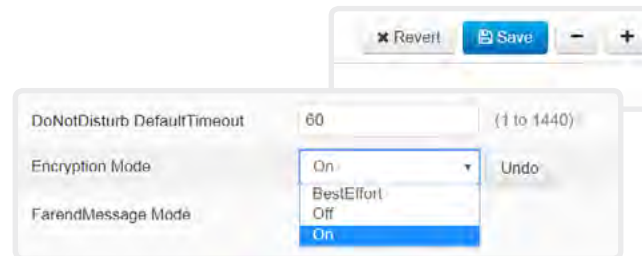 ✖ Revert Save − +
DoNotDisturb DefaultTimeout 60 (1 to 1440)
Encryption Mode On Undo
BestEffort
FarendMessage Mode Off
On